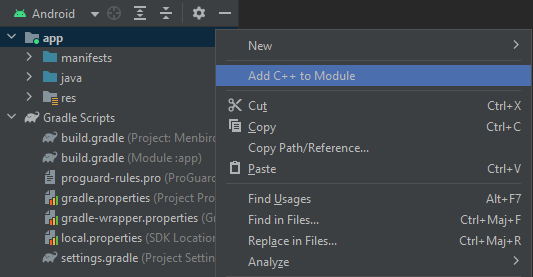 Android
app
manifests
java
res
Gradle Scripts
build.gradle (Project: Menbir
build.gradle (Module :app)
proguard-rules.pro (ProGuar
gradle.properties (Project Pro
gradle-wrapper.properties (G
local.properties (SDK Location
settings.gradle (Project Settin
New
Add C++ to Module
Cut Ctrl+X
Copy Ctrl+C
Copy Path/Reference...
Paste Ctrl+V
Find Usages Alt+F7
Find in Files... Ctrl+Maj+F
Replace in Files... Ctrl+Maj+R
Analyze